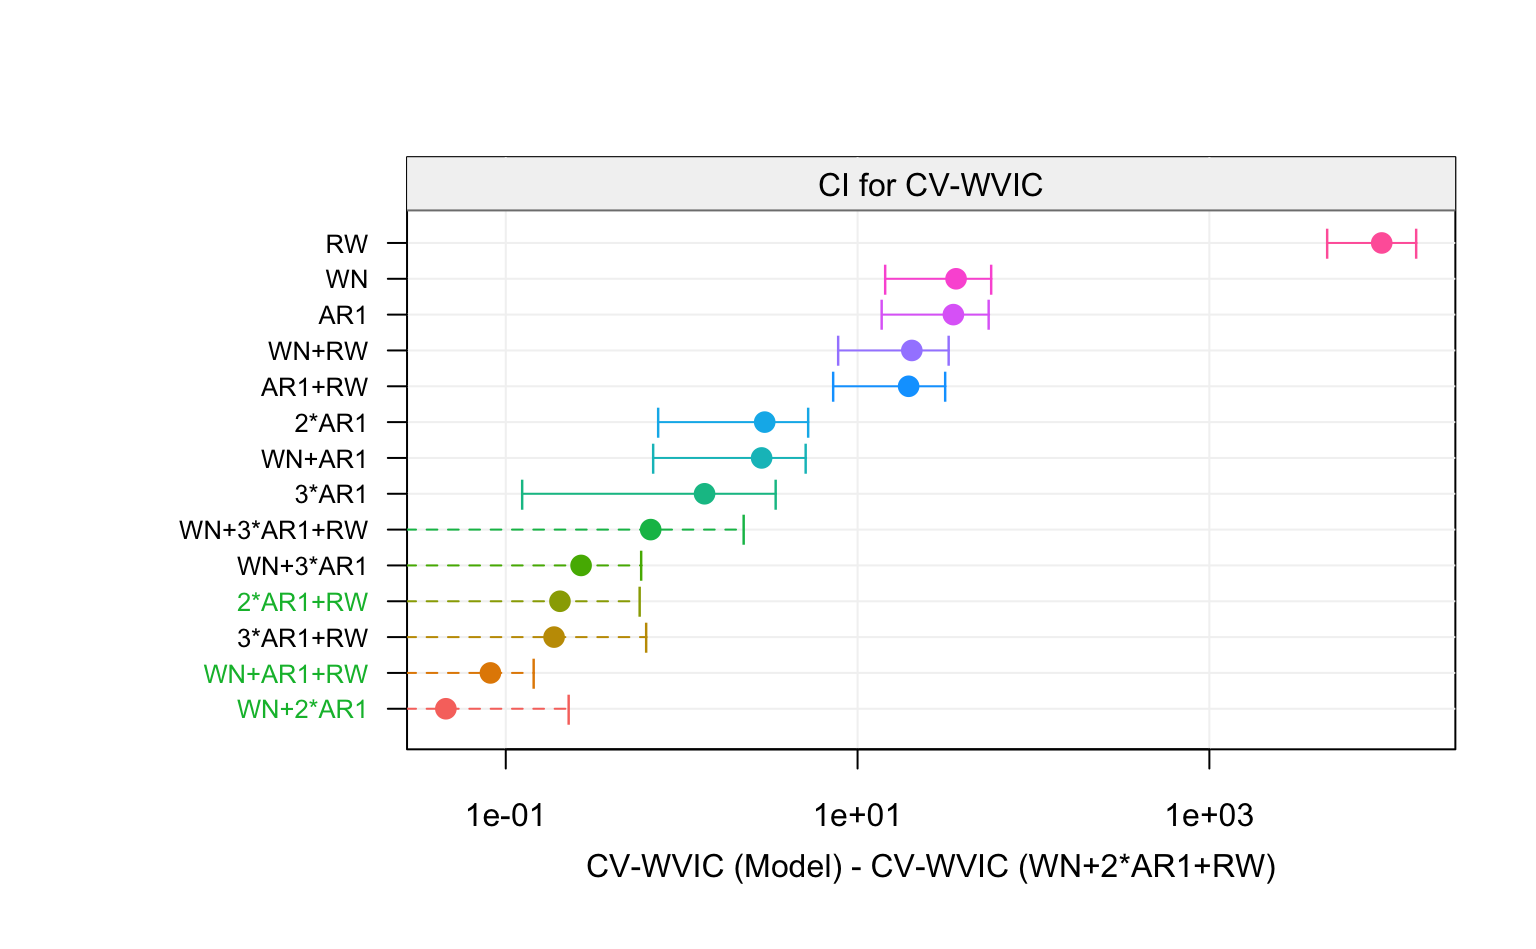 CI for CV-WVIC
RW
WN
AR1
WN+RW
AR1+RW
2*AR1
WN+AR1
3*AR1
WN+3*AR1+RW
WN+3*AR1
2*AR1+RW
3*AR1+RW
WN+AR1+RW
WN+2*AR1
1e-01 1e+01 1e+03
CV-WVIC (Model) - CV-WVIC (WN+2*AR1+RW)